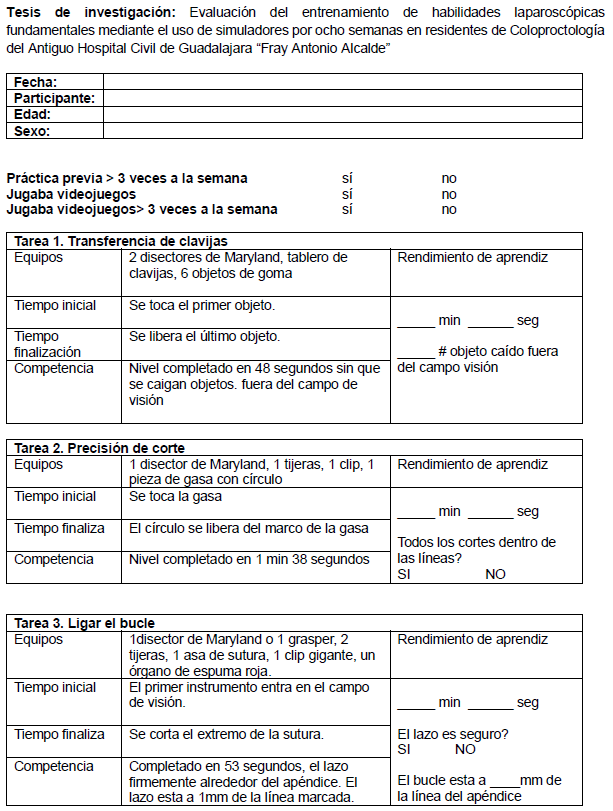 Tesis de investigación: Evaluación del entrenamiento de habilidades laparoscópicas
fundamentales mediante el uso de simuladores por ocho semanas en residentes de Coloproctología
del Antiguo Hospital Civil de Guadalajara “Fray Antonio Alcalde”
Fecha:
Participante:
Edad:
Sexo:
Práctica previa > 3 veces a la semana sí no
Jugaba videojuegos sí no
Jugaba videojuegos> 3 veces a la semana sí no
Tarea 1. Transferencia de clavijas
Equipos
2 disectores de Maryland, tablero de
clavijas, 6 objetos de goma
Rendimiento de aprendiz
Tiempo inicial
Se toca el primer objeto.
Tiempo
finalización
Se libera el último objeto.
Competencia
Nivel completado en 48 segundos sin que
se caigan objetos. fuera del campo de
visión
_____ min ______ seg
_____ # objeto caído fuera
del campo visión
Tarea 2. Precisión de corte
Equipos
1 disector de Maryland, 1 tijeras, 1 clip, 1
pieza de gasa con círculo
Rendimiento de aprendiz
Tiempo inicial
Se toca la gasa
Tiempo finaliza
El círculo se libera del marco de la gasa
Competencia
Nivel completado en 1 min 38 segundos
_____ min ______ seg
Todos los cortes dentro de
las líneas?
SI NO
Tarea 3. Ligar el bucle
Equipos
1disector de Maryland o 1 grasper, 2
tijeras, 1 asa de sutura, 1 clip gigante, un
órgano de espuma roja.
Rendimiento de aprendiz
Tiempo inicial
El primer instrumento entra en el campo
de visión.
Tiempo finaliza
Se corta el extremo de la sutura.
Competencia
Completado en 53 segundos, el lazo
firmemente alrededor del apéndice. El
lazo esta a 1mm de la línea marcada.
_____ min ______ seg
El lazo es seguro?
SI NO
El bucle esta a ____mm de
la línea del apéndice